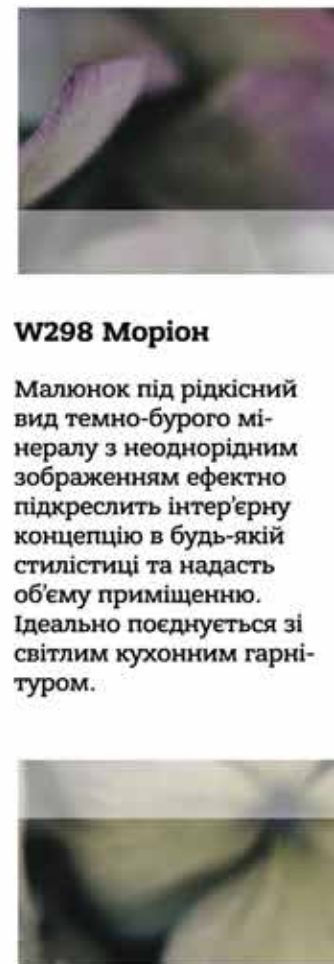 W298 Моріон
Малюнок під рідкісний
вид темно-бурого мі-
нералу з неоднорідним
зображенням ефектно
підкреслить інтер’єрну
концепцію в будь-якій
стилістиці та надасть
об’єму приміщенню.
Ідеально поєднується зі
світлим кухонним гарні-
туром.